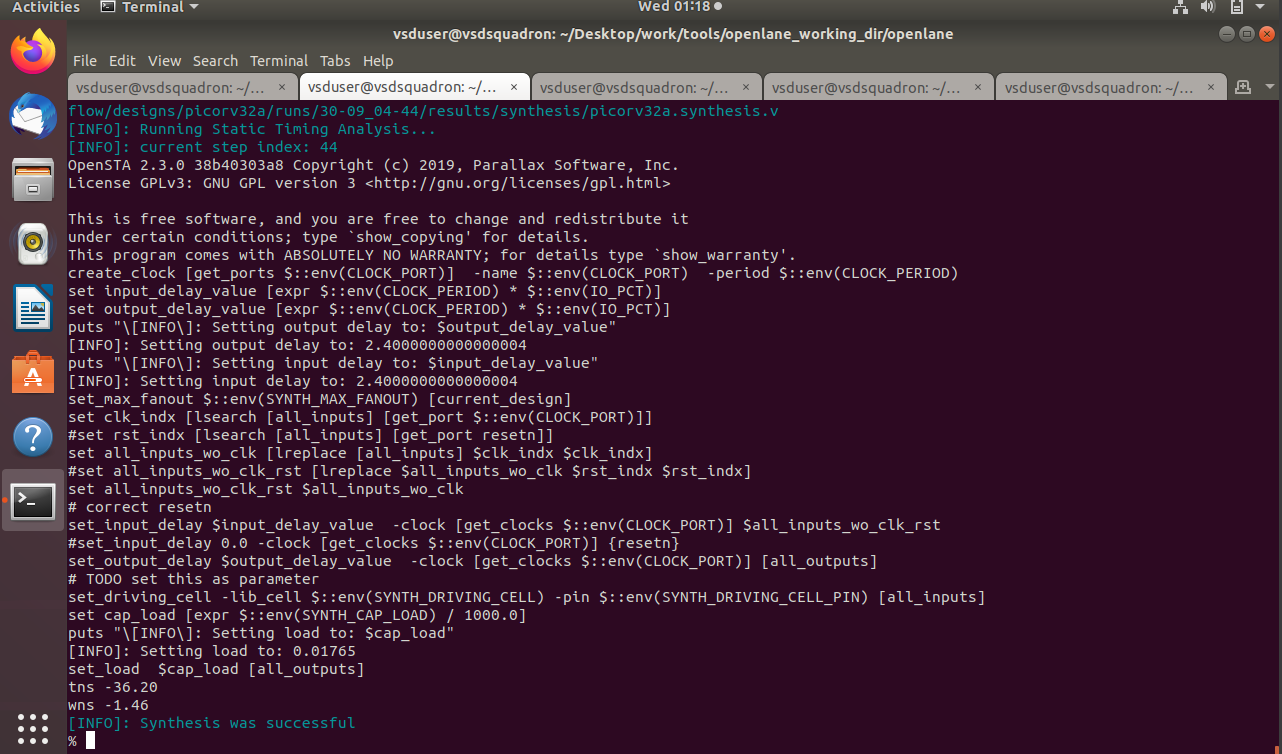 Activities Terminal Wed 01:18
vsduser@vsdsquadron: ~/Desktop/work/tools/openlane_working_dir/openlane
File Edit View Search Terminal Tabs Help
vsduser@vsdsquadron: ~/... × vsduser@vsdsquadron: ~/... × vsduser@vsdsquadron: ~/... × vsduser@vsdsquadron: ~/... × vsduser@vsdsquadron: ~/... ×
flow/designs/picorv32a/runs/30-09_04-44/results/synthesis/picorv32a.synthesis.v
[INFO]: Running Static Timing Analysis...
[INFO]: current step index: 44
OpenSTA 2.3.0 38b40303a8 Copyright (c) 2019, Parallax Software, Inc.
License GPLv3: GNU GPL version 3 <http://gnu.org/licenses/gpl.html>
This is free software, and you are free to change and redistribute it
under certain conditions; type `show_copying' for details.
This program comes with ABSOLUTELY NO WARRANTY; for details type `show_warranty'.
create_clock [get_ports $::env(CLOCK_PORT)]  -name $::env(CLOCK_PORT)  -period $::env(CLOCK_PERIOD)
set input_delay_value [expr $::env(CLOCK_PERIOD) * $::env(IO_PCT)]
set output_delay_value [expr $::env(CLOCK_PERIOD) * $::env(IO_PCT)]
puts "\[INFO\]: Setting output delay to: $output_delay_value"
[INFO]: Setting output delay to: 2.4000000000000004
puts "\[INFO\]: Setting input delay to: $input_delay_value"
[INFO]: Setting input delay to: 2.4000000000000004
set_max_fanout $::env(SYNTH_MAX_FANOUT) [current_design]
set clk_indx [lsearch [all_inputs] [get_port $::env(CLOCK_PORT)]]
#set rst_indx [lsearch [all_inputs] [get_port resetn]]
set all_inputs_wo_clk [lreplace [all_inputs] $clk_indx $clk_indx]
#set all_inputs_wo_clk_rst [lreplace $all_inputs_wo_clk $rst_indx $rst_indx]
set all_inputs_wo_clk_rst $all_inputs_wo_clk
# correct resetn
set_input_delay $input_delay_value  -clock [get_clocks $::env(CLOCK_PORT)] $all_inputs_wo_clk_rst
#set_input_delay 0.0 -clock [get_clocks $::env(CLOCK_PORT)] {resetn}
set_output_delay $output_delay_value  -clock [get_clocks $::env(CLOCK_PORT)] [all_outputs]
# TODO set this as parameter
set_driving_cell -lib_cell $::env(SYNTH_DRIVING_CELL) -pin $::env(SYNTH_DRIVING_CELL_PIN) [all_inputs]
set cap_load [expr $::env(SYNTH_CAP_LOAD) / 1000.0]
puts "\[INFO\]: Setting load to: $cap_load"
[INFO]: Setting load to: 0.01765
set_load  $cap_load [all_outputs]
tns -36.20
wns -1.46
[INFO]: Synthesis was successful
%